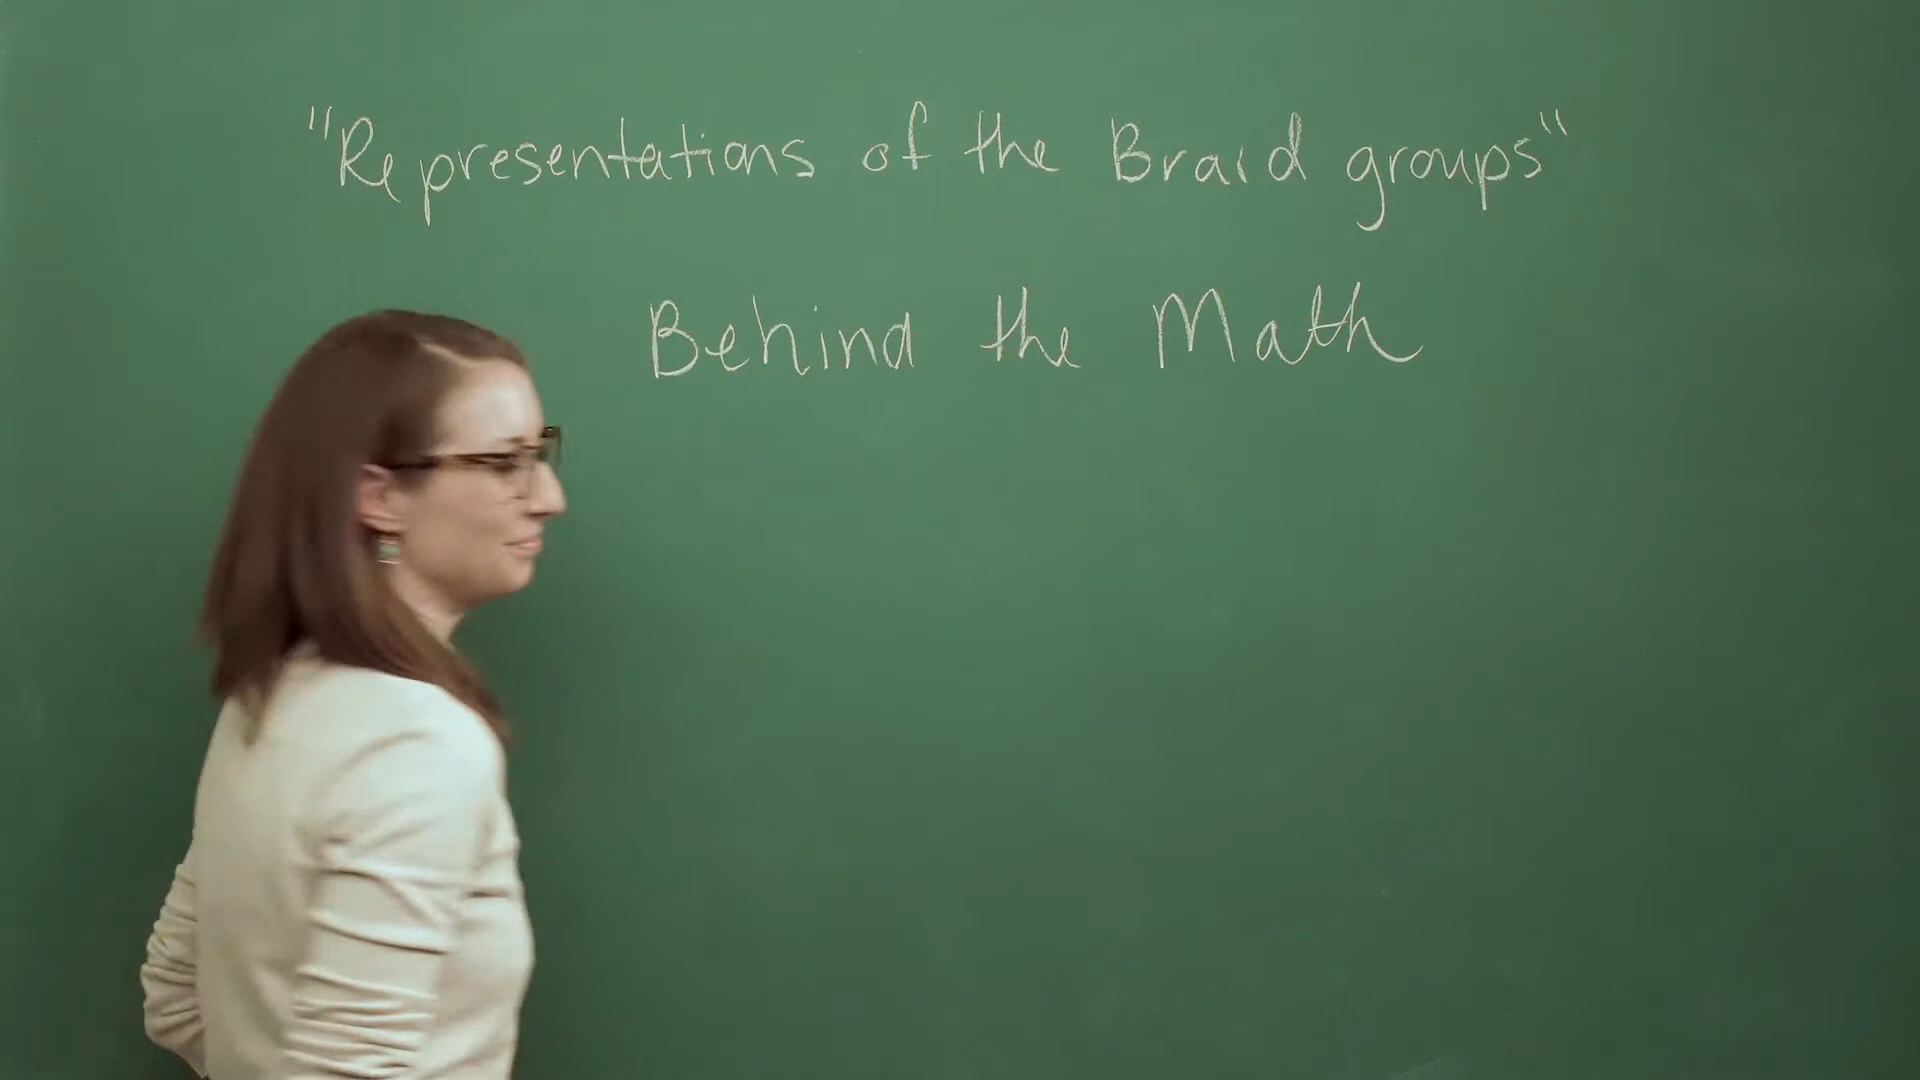 "Representations of the Braid groups"
Behind the Math